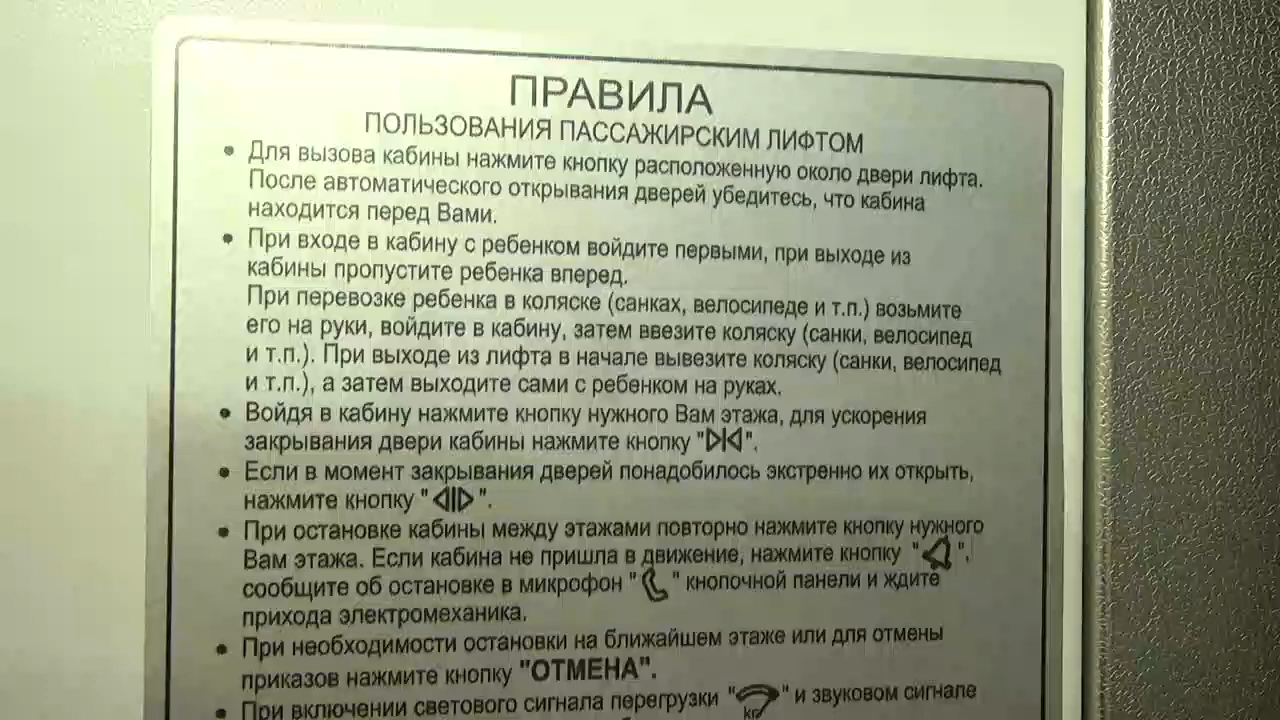 ПРАВИЛА
ПОЛЬЗОВАНИЯ ПАССАЖИРСКИМ ЛИФТОМ
• Для вызова кабины нажмите кнопку расположенную около двери лифта.
После автоматического открывания дверей убедитесь, что кабина
находится перед Вами.
• При входе в кабину с ребенком войдите первыми, при выходе из
кабины пропустите ребенка вперед.
При перевозке ребенка в коляске (санках, велосипеде и т.п.) возьмите
его на руки, войдите в кабину, затем ввезите коляску (санки, велосипед
и т.п.). При выходе из лифта в начале вывезите коляску (санки, велосипед
и т.п.), а затем выходите сами с ребенком на руках.
• Войдя в кабину нажмите кнопку нужного Вам этажа, для ускорения
закрывания двери кабины нажмите кнопку "".
• Если в момент закрывания дверей понадобилось экстренно их открыть,
нажмите кнопку " ".
• При остановке кабины между этажами повторно нажмите кнопку нужного
Вам этажа. Если кабина не пришла в движение, нажмите кнопку " ",
сообщите об остановке в микрофон " " кнопочной панели и ждите
прихода электромеханика.
• При необходимости остановки на ближайшем этаже или для отмены
приказов нажмите кнопку "ОТМЕНА".
• При включении светового сигнала перегрузки "кг" и звуковом сигнале